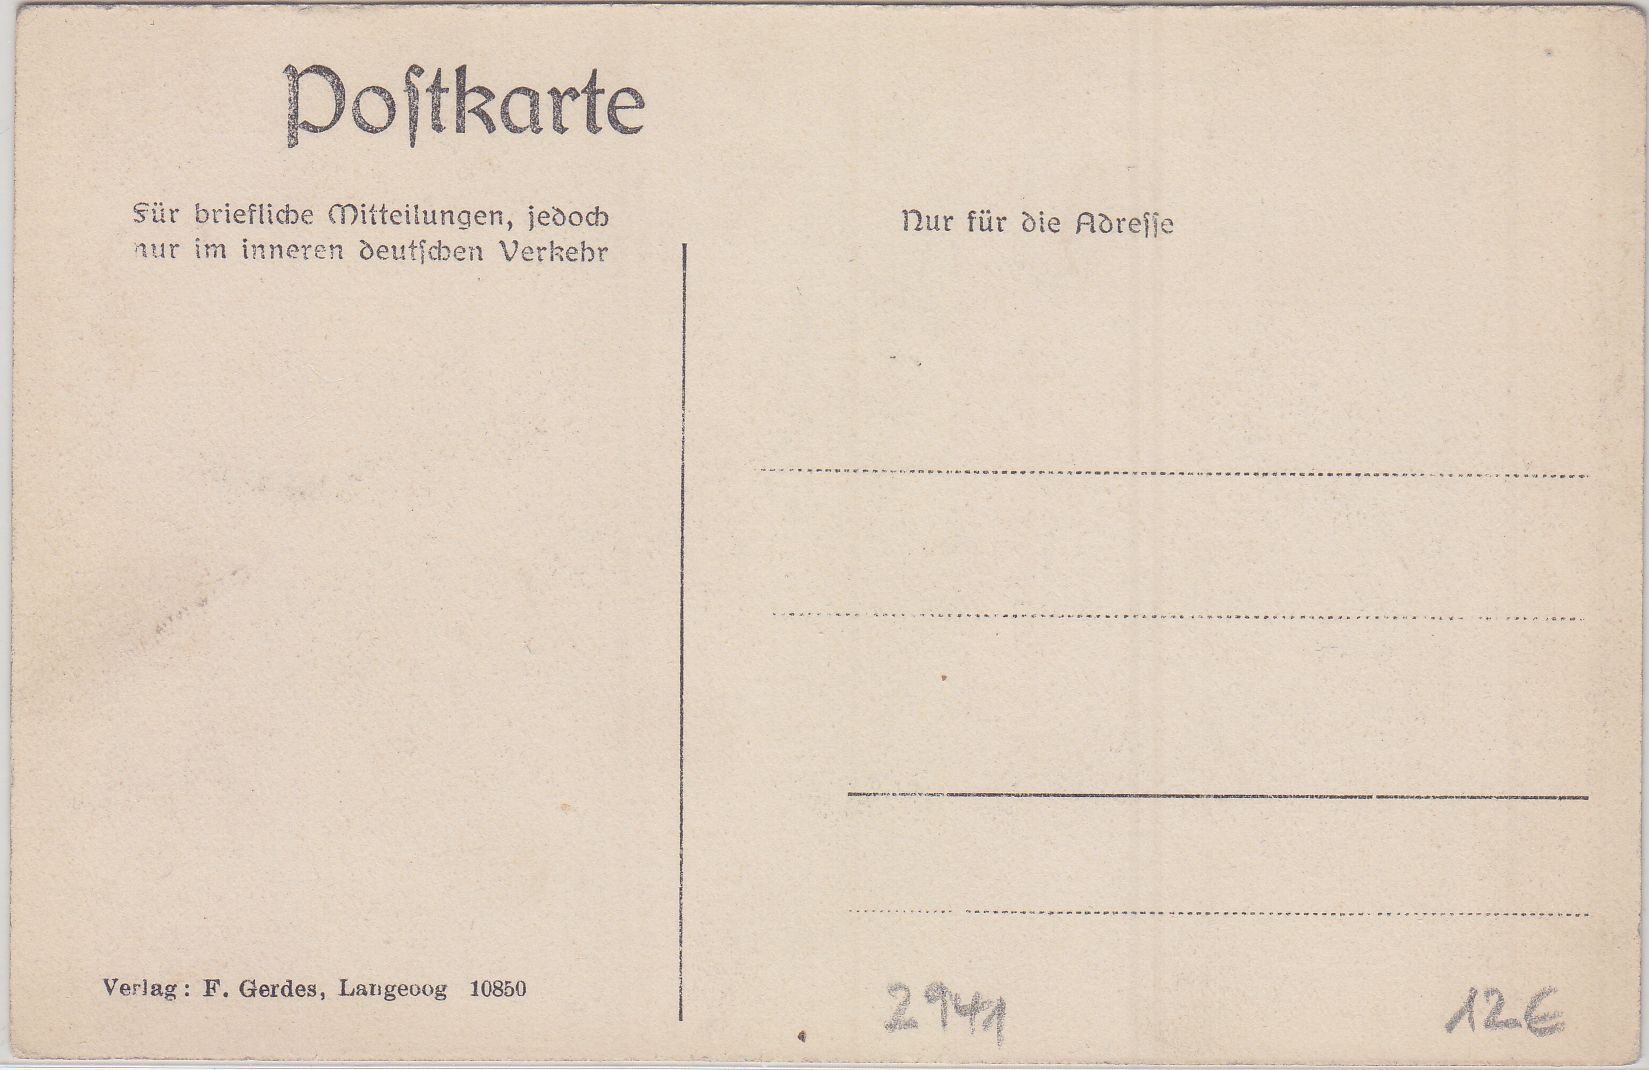 Poſtkarte
Für briefliche Mitteilungen, jedoch
nur im inneren deutſchen Verkehr
Nur für die Adreſſe
Verlag: F. Gerdes, Langeoog 10850
2941
12€